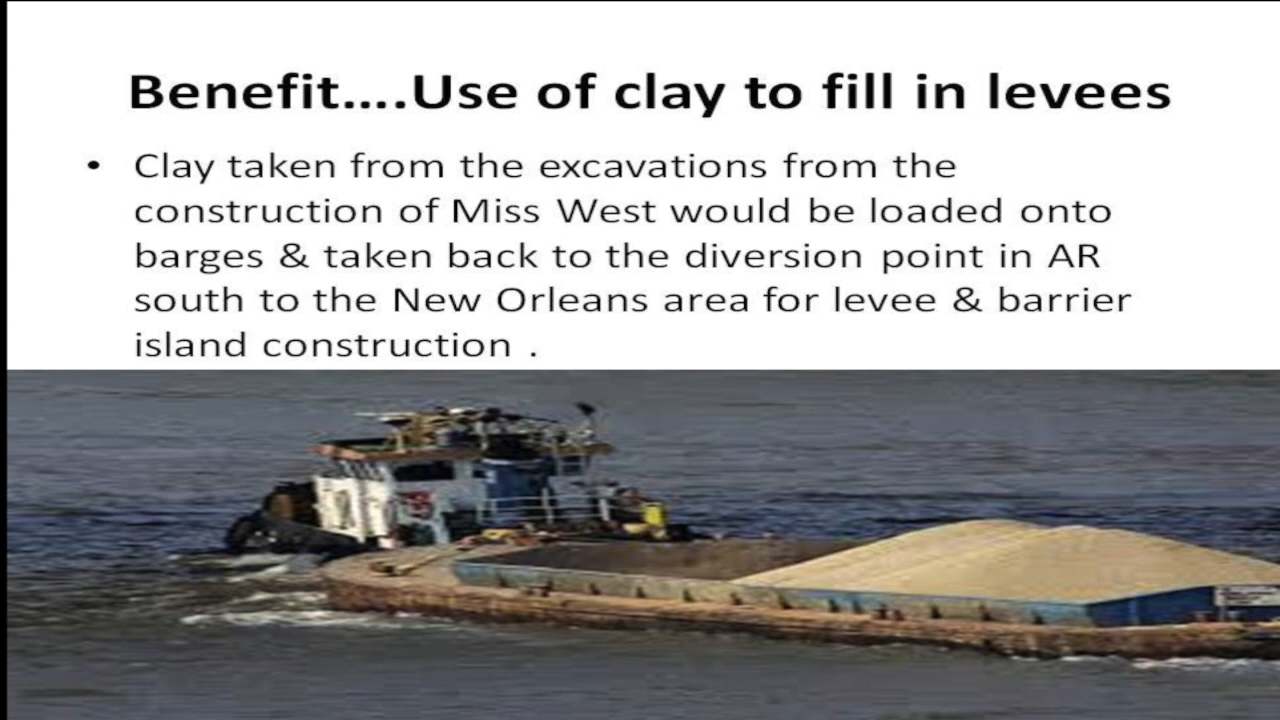 Benefit....Use of clay to fill in levees
• Clay taken from the excavations from the
construction of Miss West would be loaded onto
barges & taken back to the diversion point in AR
south to the New Orleans area for levee & barrier
island construction .